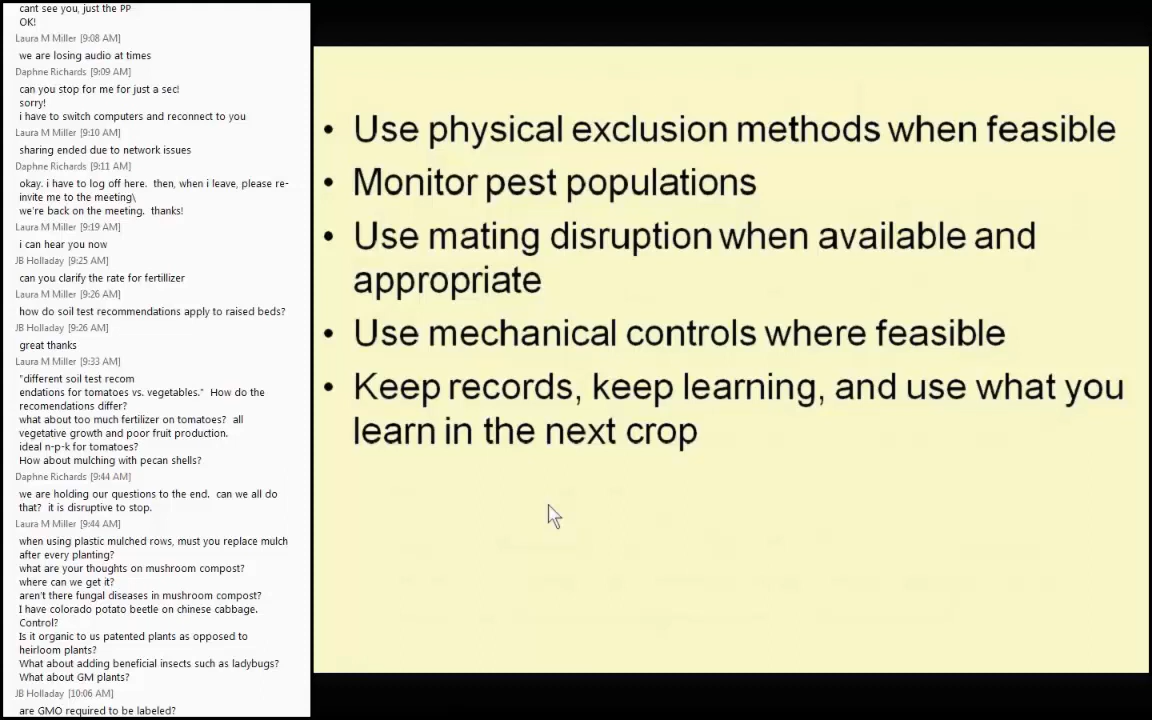 cant see you, just the PP
OK!
Laura M Miller [9:08 AM]
we are losing audio at times
Daphne Richards [9:09 AM]
can you stop for me for just a sec!
sorry!
i have to switch computers and reconnect to you
Laura M Miller [9:10 AM]
sharing ended due to network issues
Daphne Richards [9:11 AM]
okay. i have to log off here.  then, when i leave, please re-
invite me to the meeting\
we're back on the meeting.  thanks!
Laura M Miller [9:19 AM]
i can hear you now
JB Holladay [9:25 AM]
can you clarify the rate for fertillizer
Laura M Miller [9:26 AM]
how do soil test recommendations apply to raised beds?
JB Holladay [9:26 AM]
great thanks
Laura M Miller [9:33 AM]
"different soil test recom
endations for tomatoes vs. vegetables."  How do the
recomendations differ?
what about too much fertilizer on tomatoes?  all
vegetative growth and poor fruit production.
ideal n-p-k for tomatoes?
How about mulching with pecan shells?
Daphne Richards [9:44 AM]
we are holding our questions to the end.  can we all do
that?  it is disruptive to stop.
Laura M Miller [9:44 AM]
when using plastic mulched rows, must you replace mulch
after every planting?
what are your thoughts on mushroom compost?
where can we get it?
aren't there fungal diseases in mushroom compost?
I have colorado potato beetle on chinese cabbage.
Control?
Is it organic to us patented plants as opposed to
heirloom plants?
What about adding beneficial insects such as ladybugs?
What about GM plants?
JB Holladay [10:06 AM]
are GMO required to be labeled?
• Use physical exclusion methods when feasible
• Monitor pest populations
• Use mating disruption when available and
appropriate
• Use mechanical controls where feasible
• Keep records, keep learning, and use what you
learn in the next crop